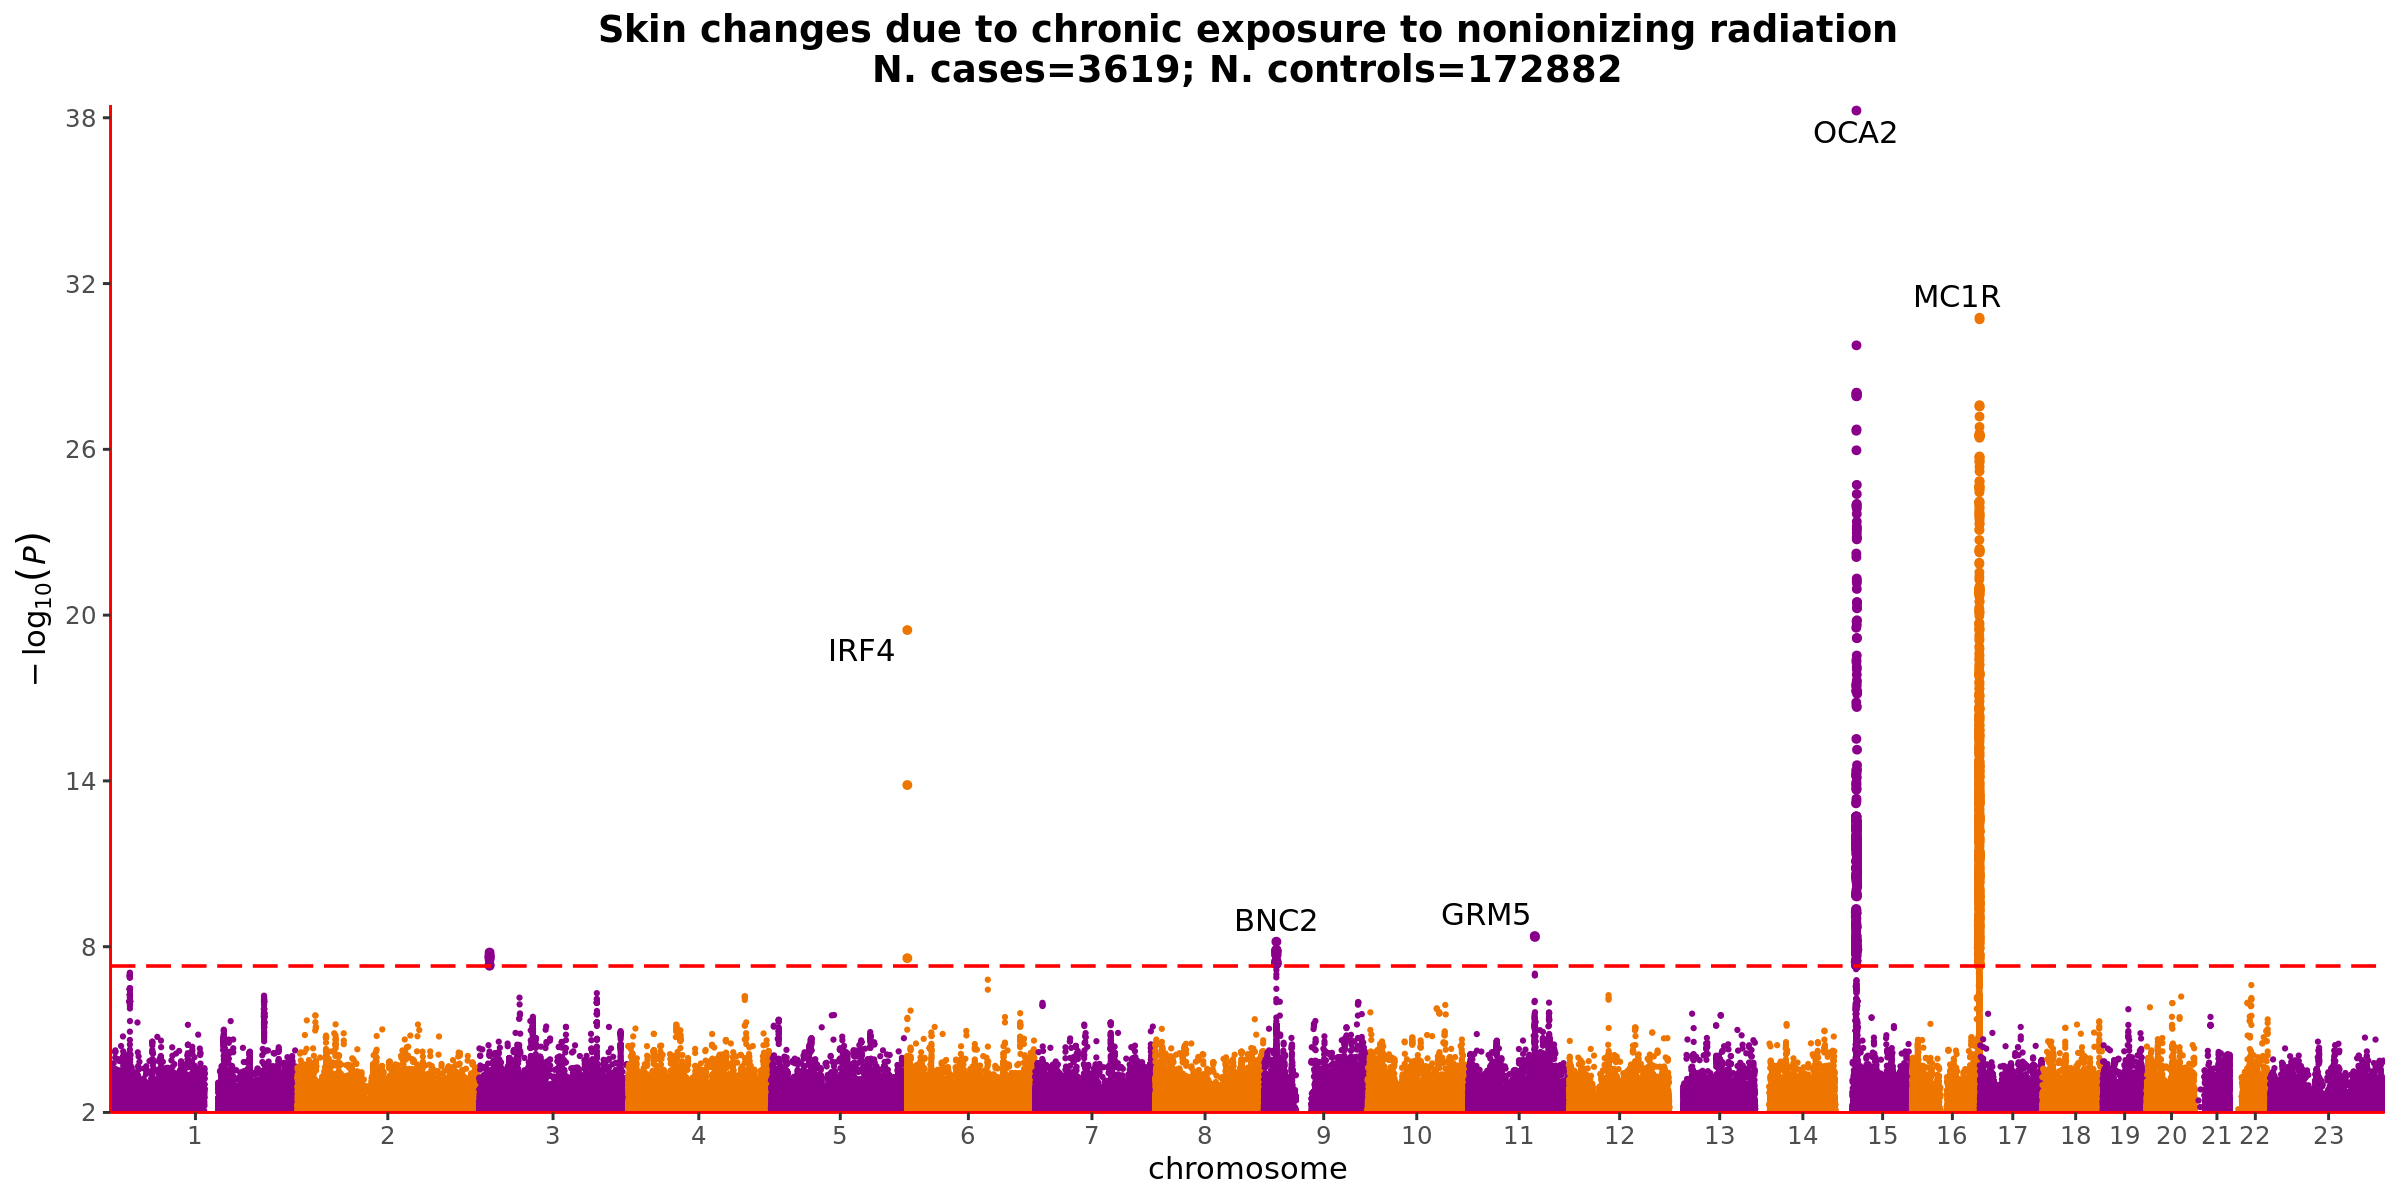 Skin changes due to chronic exposure to nonionizing radiation
N. cases=3619; N. controls=172882
38
OCA2
32
MC1R
26
20
IRF4
14
BNC2
GRM5
8
2
− log10(P)
1 2 3 4 5 6 7 8 9 10 11 12 13 14 15 16 17 18 19 20 21 22 23
chromosome